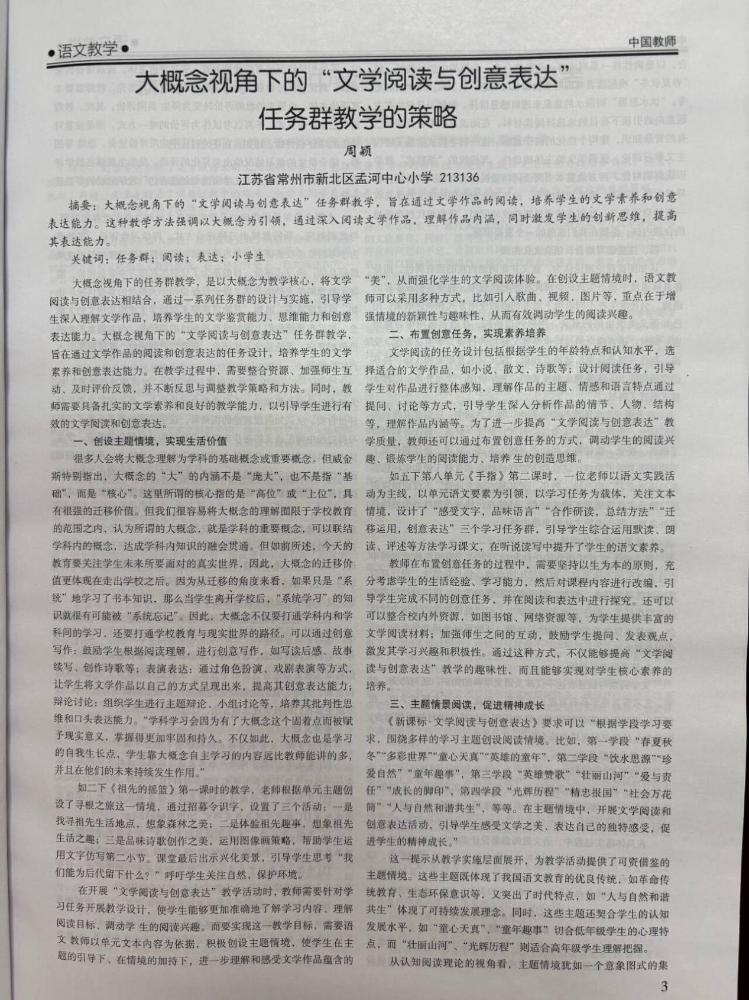 ●语文教学●
中国教师
大概念视角下的“文学阅读与创意表达”
任务群教学的策略
周颖
江苏省常州市新北区孟河中心小学 213136
摘要：大概念视角下的“文学阅读与创意表达”任务群教学，旨在通过文学作品的阅读，培养学生的文学素养和创意
表达能力。这种教学方法强调以大概念为引领，通过深入阅读文学作品，理解作品内涵，同时激发学生的创新思维，提高
其表达能力。
关键词：任务群；阅读；表达；小学生
大概念视角下的任务群教学，是以大概念为教学核心，将文学
阅读与创意表达相结合，通过一系列任务群的设计与实施，引导学
生深入理解文学作品，培养学生的文学鉴赏能力、思维能力和创意
表达能力。大概念视角下的“文学阅读与创意表达”任务群教学，
旨在通过文学作品的阅读和创意表达的任务设计，培养学生的文学
素养和创意表达能力。在教学过程中，需要整合资源、加强师生互
动、及时评价反馈，并不断反思与调整教学策略和方法。同时，教
师需要具备扎实的文学素养和良好的教学能力，以引导学生进行有
效的文学阅读和创意表达。
一、创设主题情境，实现生活价值
很多人会将大概念理解为学科的基础概念或重要概念。但威金
斯特别指出，大概念的“大”的内涵不是“庞大”，也不是指“基
础”，而是“核心”。这里所谓的核心指的是“高位”或“上位”，具
有很强的迁移价值。但我们很容易将大概念的理解囿限于学校教育
的范围之内，认为所谓的大概念，就是学科的重要概念，可以联结
学科内的概念，达成学科内知识的融会贯通。但如前所述，今天的
教育要关注学生未来所要面对的真实世界，因此，大概念的迁移价
值更体现在走出学校之后。因为从迁移的角度来看，如果只是“系
统”地学习了书本知识，那么当学生离开学校后，“系统学习”的知
识就很有可能被“系统忘记”。因此，大概念不仅要打通学科内和学
科间的学习，还要打通学校教育与现实世界的路径。可以通过创意
写作：鼓励学生根据阅读理解，进行创意写作，如写读后感、故事
续写、创作诗歌等；表演表达：通过角色扮演、戏剧表演等方式，
让学生将文学作品以自己的方式呈现出来，提高其创意表达能力；
辩论讨论：组织学生进行主题辩论、小组讨论等，培养其批判性思
维和口头表达能力。“学科学习会因为有了大概念这个固着点而被赋
予现实意义，掌握得更加牢固和持久。不仅如此，大概念也是学习
的自我生长点，学生靠大概念自主学习的内容远比教师能讲的多，
并且在他们的未来持续发生作用。”
如二下《祖先的摇篮》第一课时的教学，老师根据单元主题创
设了寻根之旅这一情境，通过招募令识字，设置了三个活动：一是
找寻祖先生活地点，想象森林之美；二是体验祖先趣事，想象祖先
生活之趣；三是品味诗歌创作之美，运用图像画策略，帮助学生运
用文字仿写第二小节。课堂最后出示兴化美景，引导学生思考“我
们能为后代留下什么？”呼吁学生关注自然，保护环境。
在开展“文学阅读与创意表达”教学活动时，教师需要针对学
习任务开展教学设计，使学生能够更加准确地了解学习内容、理解
阅读目标、调动学 生的阅读兴趣。而要实现这一教学目标，需要语
文 教师以单元文本内容为依据，积极创设主题情境，使学生在主
题的引导下、在情境的加持下，进一步理解和感受文学作品蕴含的
“美”，从而强化学生的文学阅读体验。在创设主题情境时，语文教
师可以采用多种方式，比如引入歌曲、视频、图片等，重点在于增
强情境的新颖性与趣味性，从而有效调动学生的阅读兴趣。
二、布置创意任务，实现素养培养
文学阅读的任务设计包括根据学生的年龄特点和认知水平，选
择适合的文学作品，如小说、散文、诗歌等；设计阅读任务，引导
学生对作品进行整体感知，理解作品的主题、情感和语言特点通过
提问、讨论等方式，引导学生深入分析作品的情节、人物、结构
等，理解作品内涵等。为了进一步提高“文学阅读与创意表达”教
学质量，教师还可以通过布置创意任务的方式，调动学生的阅读兴
趣、锻炼学生的阅读能力、培养 生的创造思维。
如五下第八单元《手指》第二课时，一位老师以语文实践活
动为主线，以单元语文要素为引领，以学习任务为载体，关注文本
情境，设计了“感受文字，品味语言”“合作研读，总结方法”“迁
移运用，创意表达”三个学习任务群，引导学生综合运用默读、朗
读、评述等方法学习课文，在听说读写中提升了学生的语文素养。
教师在布置创意任务的过程中，需要坚持以生为本的原则，充
分考虑学生的生活经验、学习能力，然后对课程内容进行改编，引
导学生完成不同的创意任务，并在阅读和表达中进行探究。还可以
可以整合校内外资源，如图书馆、网络资源等，为学生提供丰富的
文学阅读材料；加强师生之间的互动，鼓励学生提问、发表观点，
激发其学习兴趣和积极性。通过这种方式，不仅能够提高“文学阅
读与创意表达”教学的趣味性，而且能够实现对学生核心素养的
培养。
三、主题情景阅读，促进精神成长
《新课标·文学阅读与创意表达》要求可以“根据学段学习要
求，围绕多样的学习主题创设阅读情境。比如，第一学段“春夏秋
冬”“多彩世界”“童心天真”“英雄的童年”，第二学段“饮水思源”“珍
爱自然”“童年趣事”，第三学段“英雄赞歌”“壮丽山河”“爱与责
任”“成长的脚印”，第四学段“光辉历程”“精忠报国”“社会万花
筒”“人与自然和谐共生”，等等。在主题情境中，开展文学阅读和
创意表达活动，引导学生感受文学之美、表达自己的独特感受，促
进学生的精神成长。”
这一提示从教学实施层面展开，为教学活动提供了可资借鉴的
主题情境。这些主题既体现了我国语文教育的优良传统，如革命传
统教育、生态环保意识等，又突出了时代特点，如“人与自然和谐
共生”体现了可持续发展理念。同时，这些主题还契合学生的认知
发展水平，如“童心天真”、“童年趣事”切合低年级学生的心理特
点，而“壮丽山河”、“光辉历程”则适合高年级学生理解把握。
从认知阅读理论的视角看，主题情境犹如一个意象图式的集
3